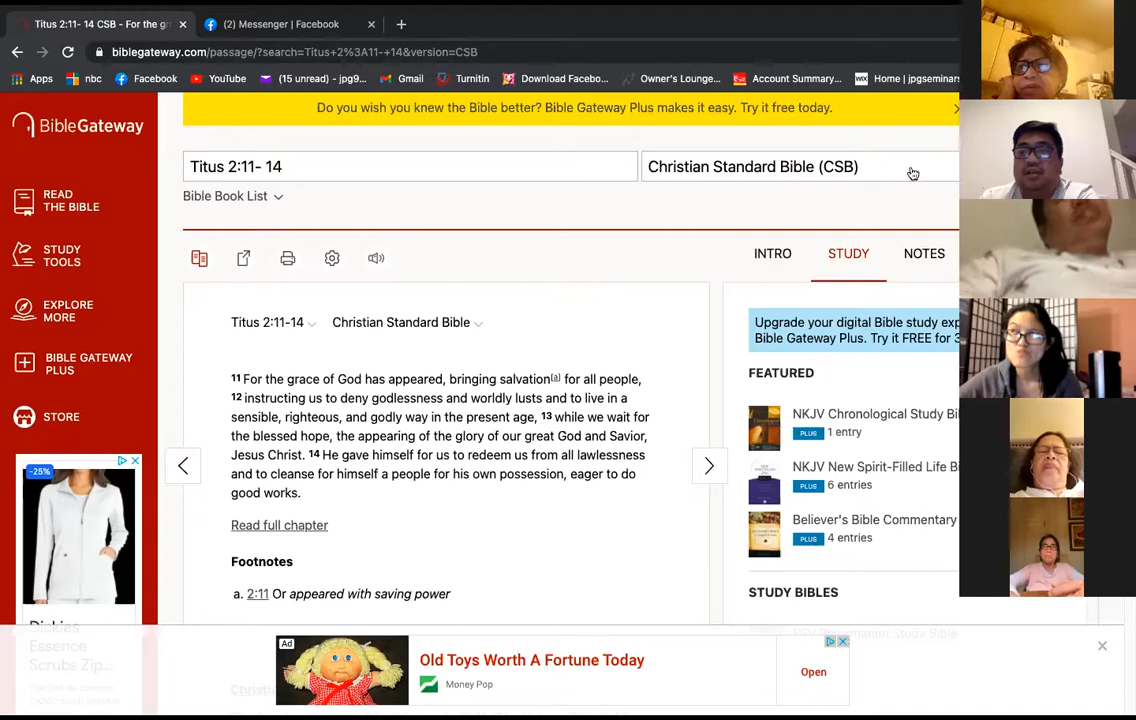 Titus 2:11- 14 CSB - For the gr
(2) Messenger | Facebook
biblegateway.com/passage/?search=Titus+2%3A11-+14&version=CSB
Apps
nbc
Facebook
YouTube
(15 unread) - jpg9...
Gmail
Turnitin
Download Facebo...
Owner's Lounge...
Account Summary...
WIX
Home | jpgseminars
Do you wish you knew the Bible better? Bible Gateway Plus makes it easy. Try it free today.
BibleGateway
Titus 2:11- 14
Christian Standard Bible (CSB)
Bible Book List
READ
THE BIBLE
STUDY
TOOLS
EXPLORE
MORE
BIBLE GATEWAY
PLUS
STORE
INTRO
STUDY
NOTES
Titus 2:11-14
Christian Standard Bible
11 For the grace of God has appeared, bringing salvation[a] for all people,
12 instructing us to deny godlessness and worldly lusts and to live in a
sensible, righteous, and godly way in the present age, 13 while we wait for
the blessed hope, the appearing of the glory of our great God and Savior,
Jesus Christ. 14 He gave himself for us to redeem us from all lawlessness
and to cleanse for himself a people for his own possession, eager to do
good works.
Read full chapter
Footnotes
a. 2:11 Or appeared with saving power
Upgrade your digital Bible study exp
Bible Gateway Plus. Try it FREE for 3
FEATURED
NKJV Chronological Study Bi
PLUS 1 entry
NKJV New Spirit-Filled Life B
PLUS 6 entries
Believer's Bible Commentary
PLUS 4 entries
STUDY BIBLES
-25%
Dickies
Essence
Scrubs Zip...
Ad
Old Toys Worth A Fortune Today
Money Pop
Open